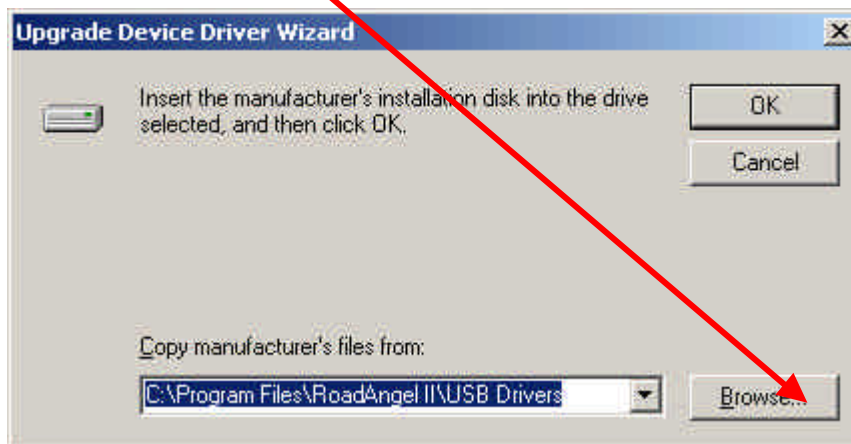 Upgrade Device Driver Wizard
Insert the manufacturer's installation disk into the drive
selected, and then click OK.
OK
Cancel
Copy manufacturer's files from:
C:\Program Files\RoadAngel II\USB Drivers
Browse...